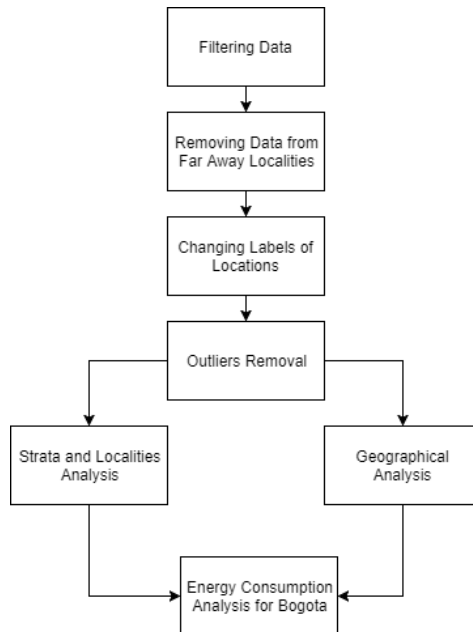 Filtering Data
Removing Data from
Far Away Localities
Changing Labels of
Locations
Outliers Removal
Strata and Localities
Analysis
Geographical
Analysis
Energy Consumption
Analysis for Bogota